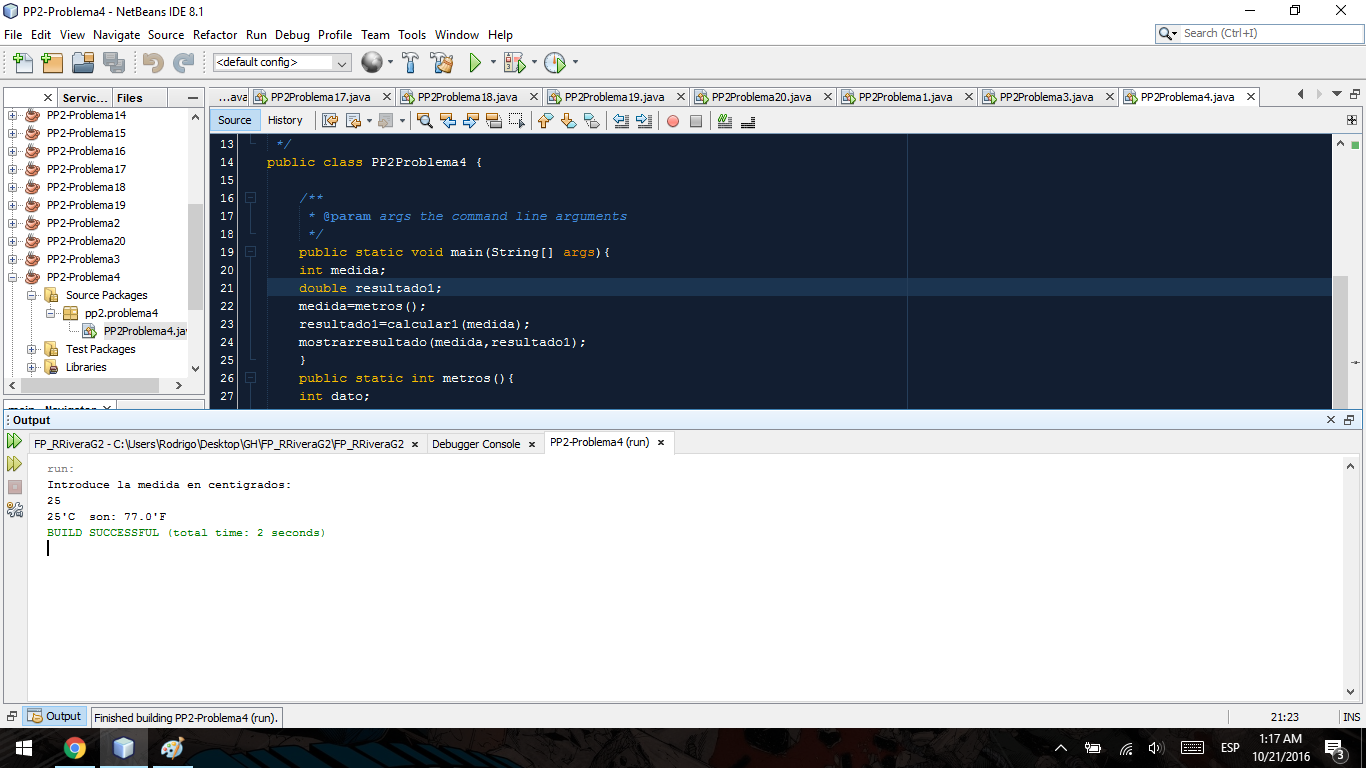 PP2-Problema4 - NetBeans IDE 8.1
File Edit View Navigate Source Refactor Run Debug Profile Team Tools Window Help
Search (Ctrl+I)
<default config>
Servic... Files
...ava PP2Problema17.java PP2Problema18.java PP2Problema19.java PP2Problema20.java PP2Problema1.java PP2Problema3.java PP2Problema4.java
Source History
PP2-Problema14
PP2-Problema15
PP2-Problema16
PP2-Problema17
PP2-Problema18
PP2-Problema19
PP2-Problema2
PP2-Problema20
PP2-Problema3
PP2-Problema4
Source Packages
pp2.problema4
PP2Problema4.jav
Test Packages
Libraries
main - Navigator
13 */
14 public class PP2Problema4 {
15
16 /**
17 * @param args the command line arguments
18 */
19 public static void main(String[] args){
20 int medida;
21 double resultado1;
22 medida=metros();
23 resultado1=calcular1(medida);
24 mostrarresultado(medida,resultado1);
25 }
26 public static int metros(){
27 int dato;
Output
FP_RRiveraG2 - C:\Users\Rodrigo\Desktop\GH\FP_RRiveraG2\FP_RRiveraG2 Debugger Console PP2-Problema4 (run)
run:
Introduce la medida en centigrados:
25
25'C  son: 77.0'F
BUILD SUCCESSFUL (total time: 2 seconds)
Output Finished building PP2-Problema4 (run).
21:23 INS
ESP
1:17 AM
10/21/2016
3